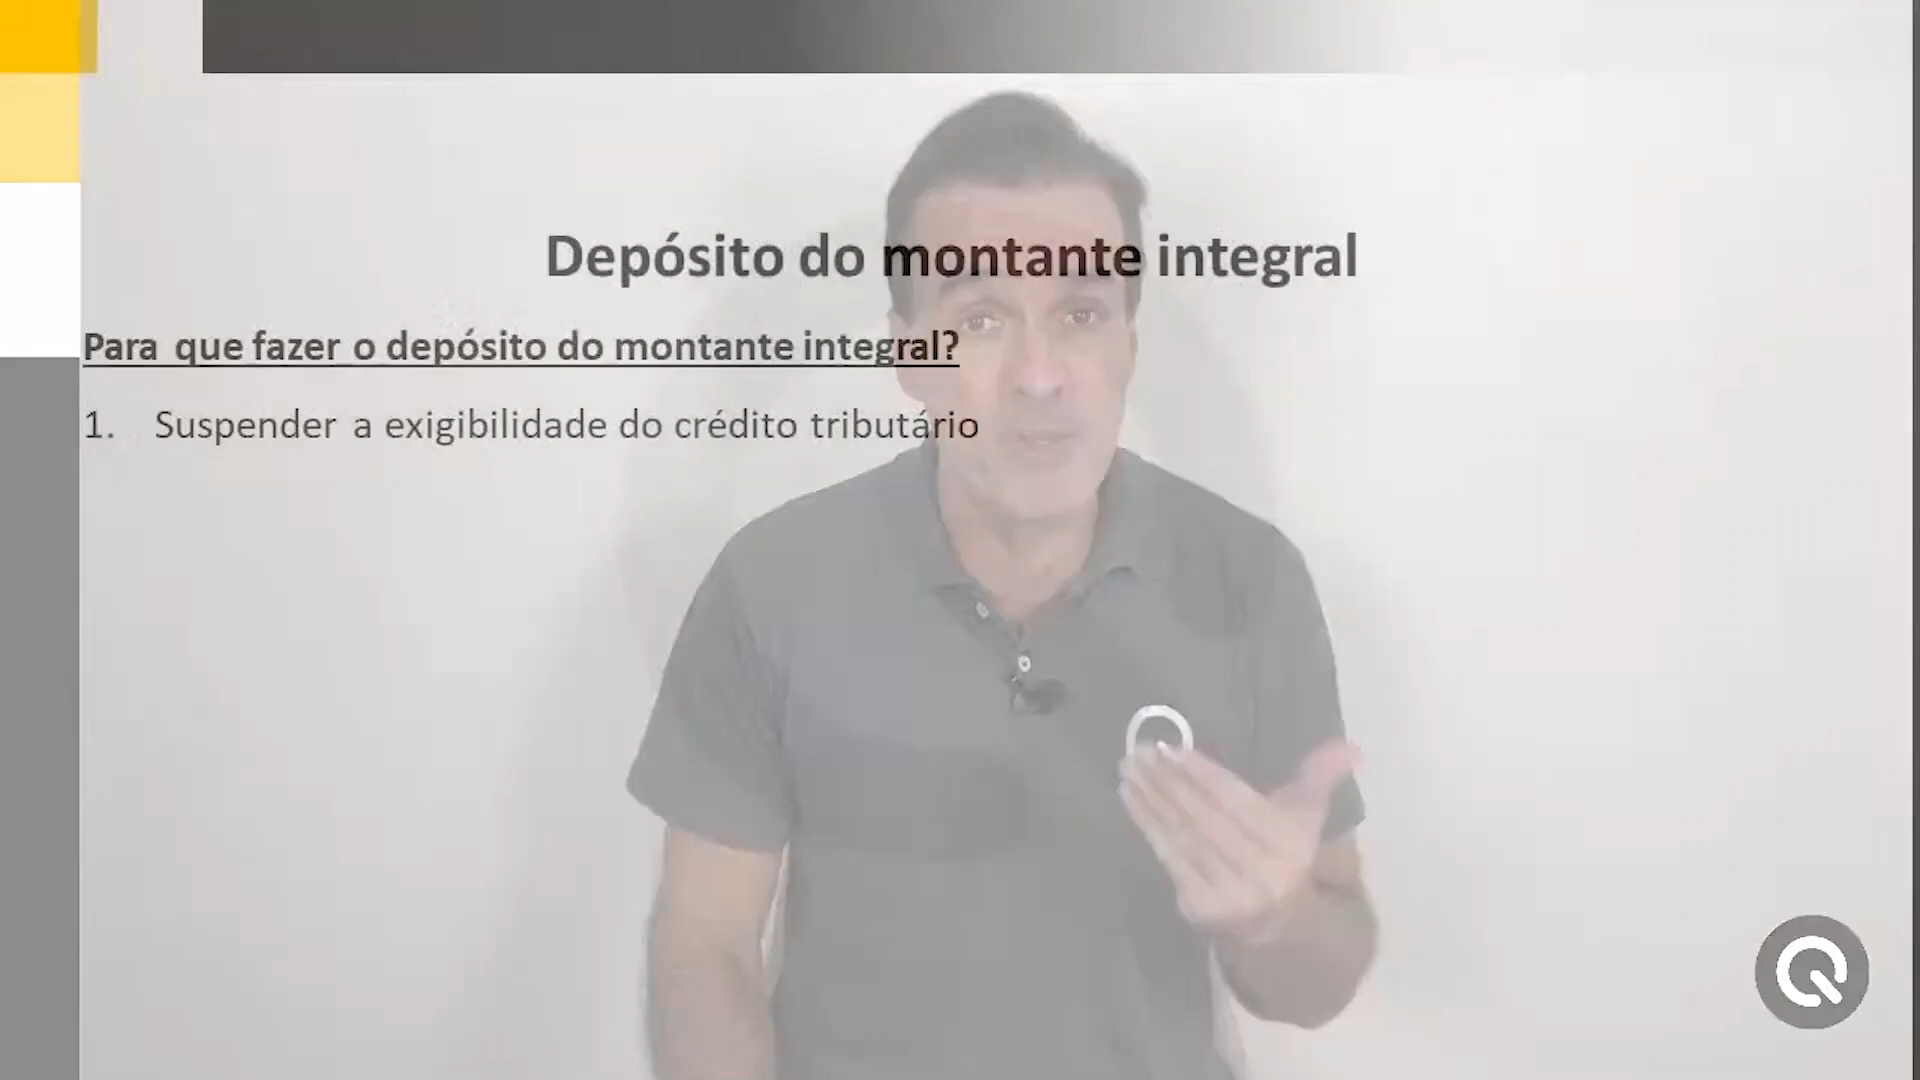 Depósito do montante integral
Para que fazer o depósito do montante integral?
1. Suspender a exigibilidade do crédito tributário